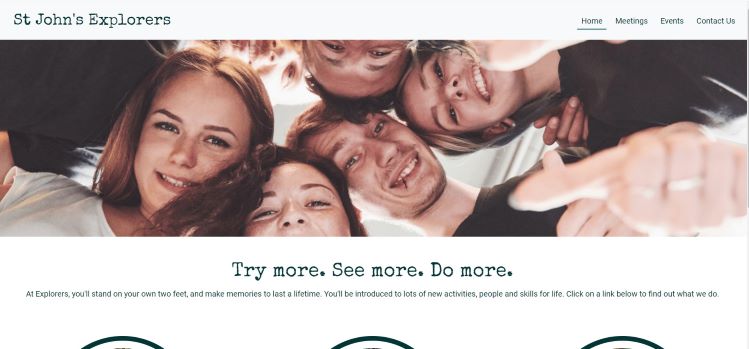 St John's Explorers
Home Meetings Events Contact Us
Try more. See more. Do more.
At Explorers, you'll stand on your own two feet, and make memories to last a lifetime. You'll be introduced to lots of new activities, people and skills for life. Click on a link below to find out what we do.